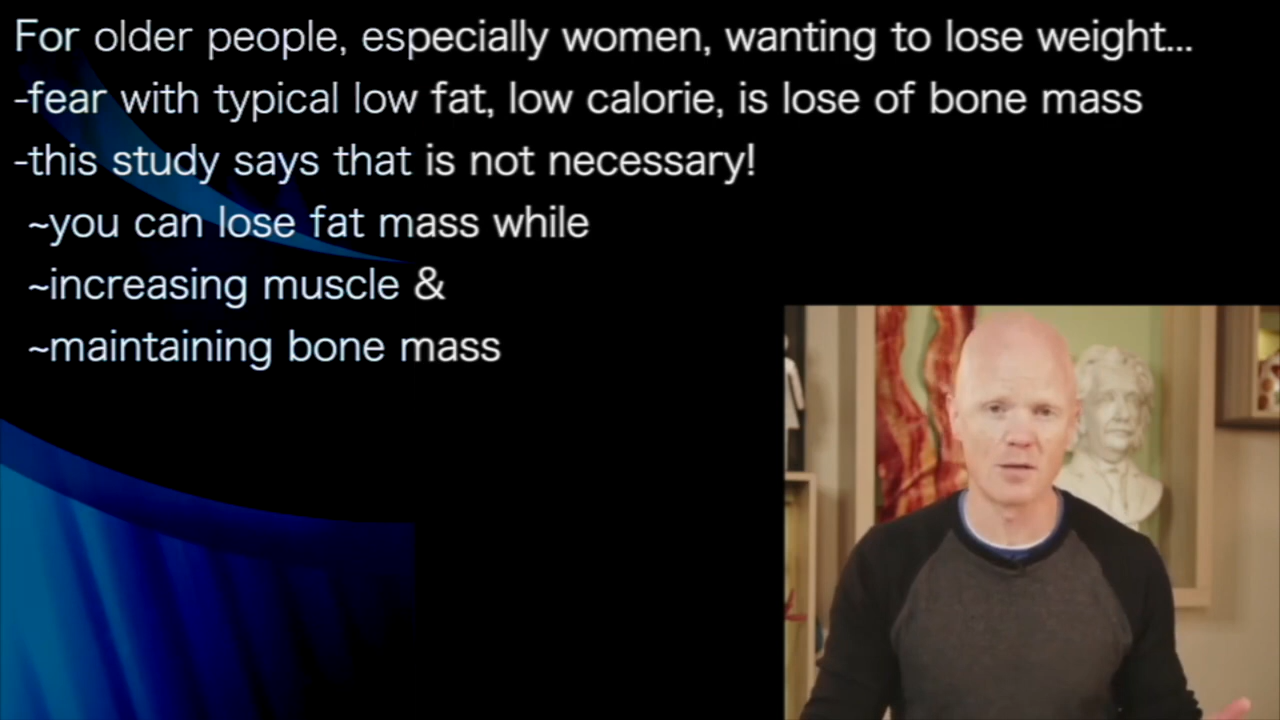 For older people, especially women, wanting to lose weight...
-fear with typical low fat, low calorie, is lose of bone mass
-this study says that is not necessary!
~you can lose fat mass while
~increasing muscle &
~maintaining bone mass